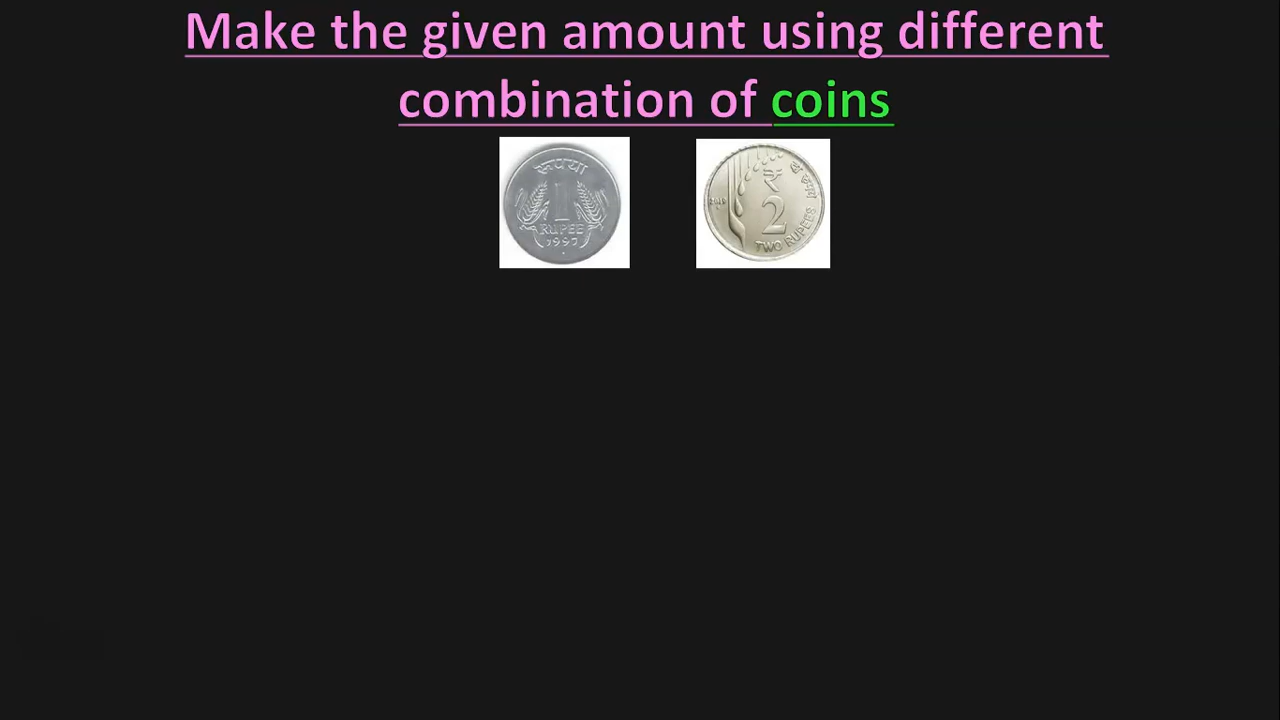 Make the given amount using different
combination of coins
रूपया
1
RUPEE
1997
₹
2
TWO RUPEES